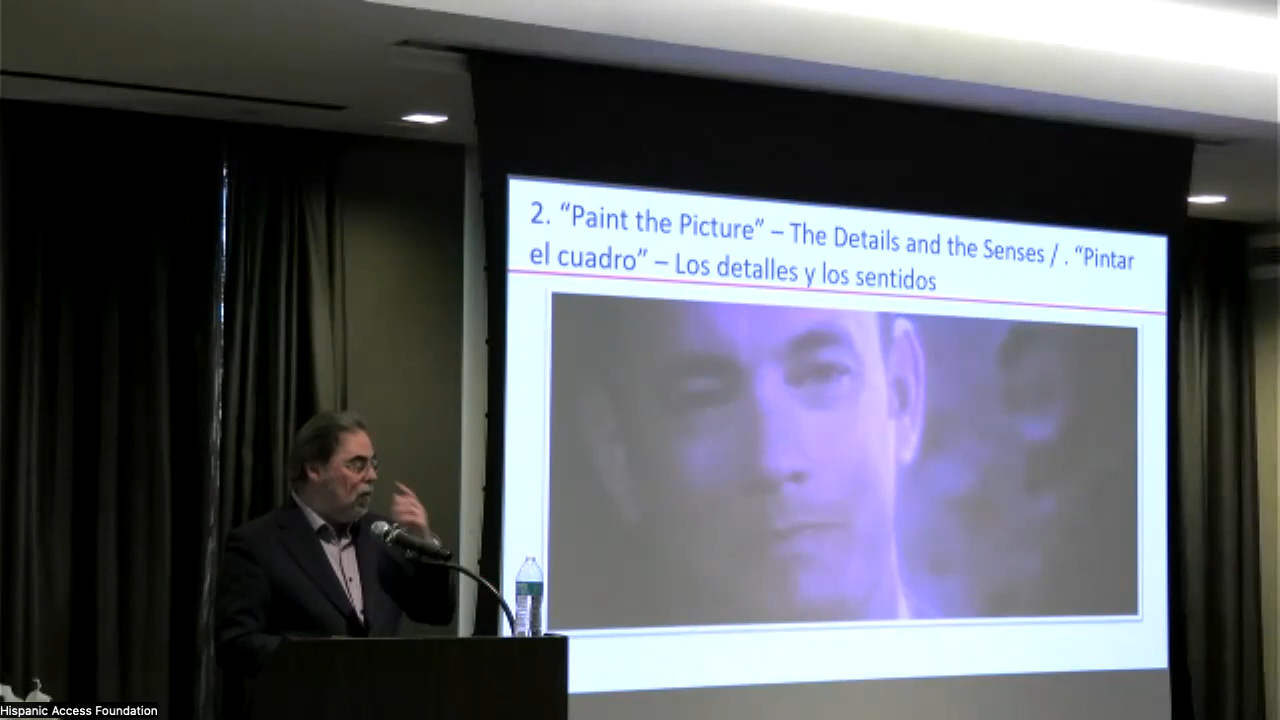 2. “Paint the Picture” – The Details and the Senses / . “Pintar
el cuadro” – Los detalles y los sentidos
Hispanic Access Foundation